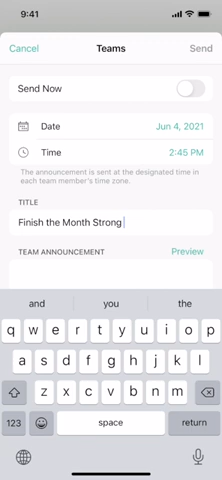 9:41
Cancel Teams Send
Send Now
Date Jun 4, 2021
Time 2:45 PM
The announcement is sent at the designated time in
each team member's time zone.
TITLE
Finish the Month Strong
TEAM ANNOUNCEMENT Preview
and you the
q w e r t y u i o p
a s d f g h j k l
z x c v b n m
123 space return